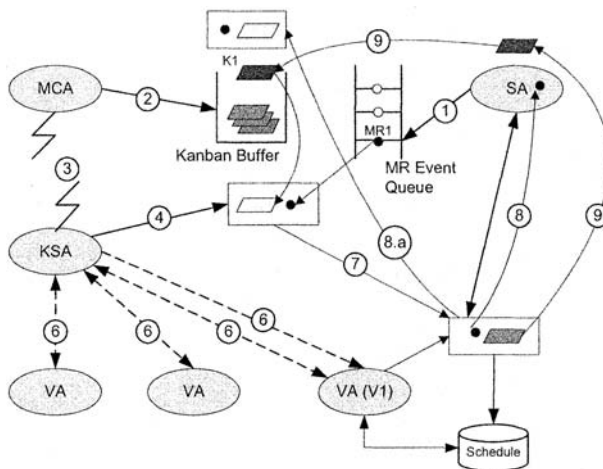 K1
9
MCA
2
SA
1
MR1
Kanban Buffer
MR Event
Queue
3
4
8.a
8
9
7
KSA
6
6
6
6
VA
VA
VA (V1)
Schedule